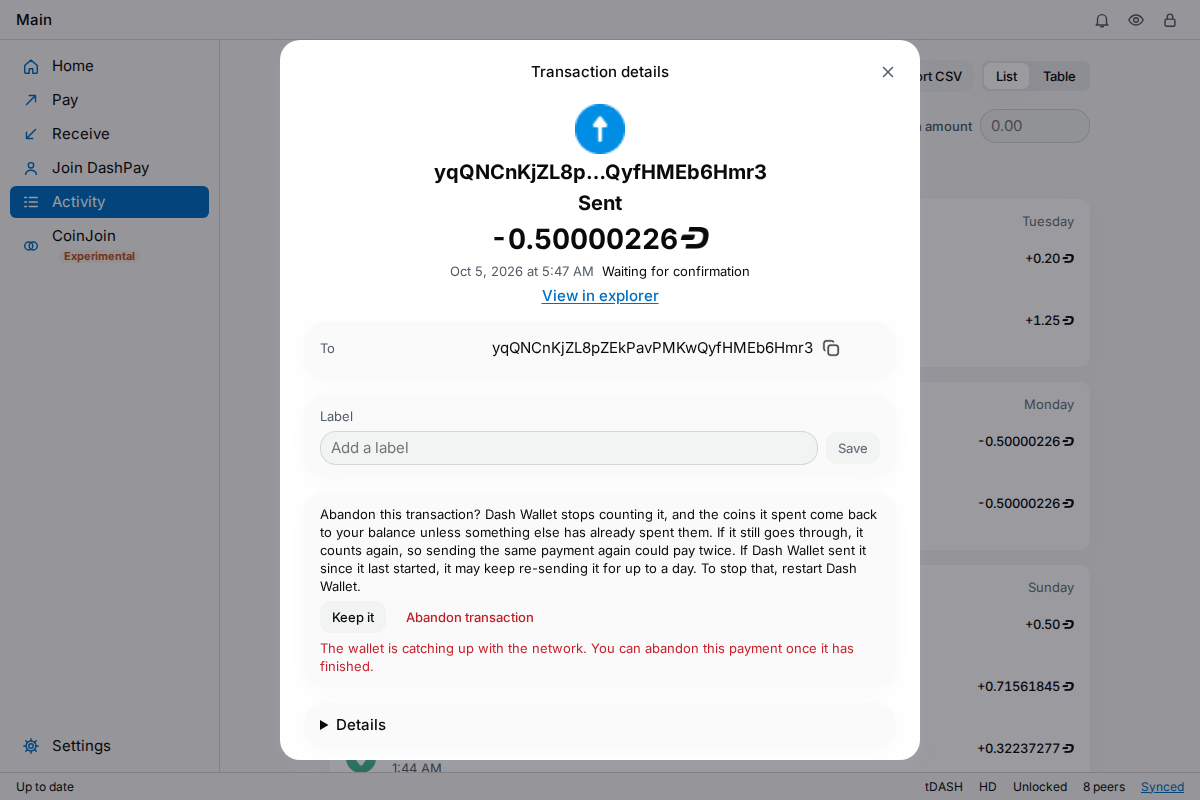 Main
Home
Pay
Receive
Join DashPay
Activity
CoinJoin
Experimental
Settings
CSV
List
Table
amount
0.00
Tuesday
+0.20
+1.25
Monday
-0.50000226
-0.50000226
Sunday
+0.50
+0.71561845
+0.32237277
1:44 AM
Transaction details
yqQNCnKjZL8p...QyfHMEb6Hmr3
Sent
-0.50000226
Oct 5, 2026 at 5:47 AM Waiting for confirmation
View in explorer
To yqQNCnKjZL8pZEkPavPMKwQyfHMEb6Hmr3
Label
Add a label
Save
Abandon this transaction? Dash Wallet stops counting it, and the coins it spent come back
to your balance unless something else has already spent them. If it still goes through, it
counts again, so sending the same payment again could pay twice. If Dash Wallet sent it
since it last started, it may keep re-sending it for up to a day. To stop that, restart Dash
Wallet.
Keep it Abandon transaction
The wallet is catching up with the network. You can abandon this payment once it has
finished.
Details
Up to date
tDASH HD Unlocked 8 peers Synced